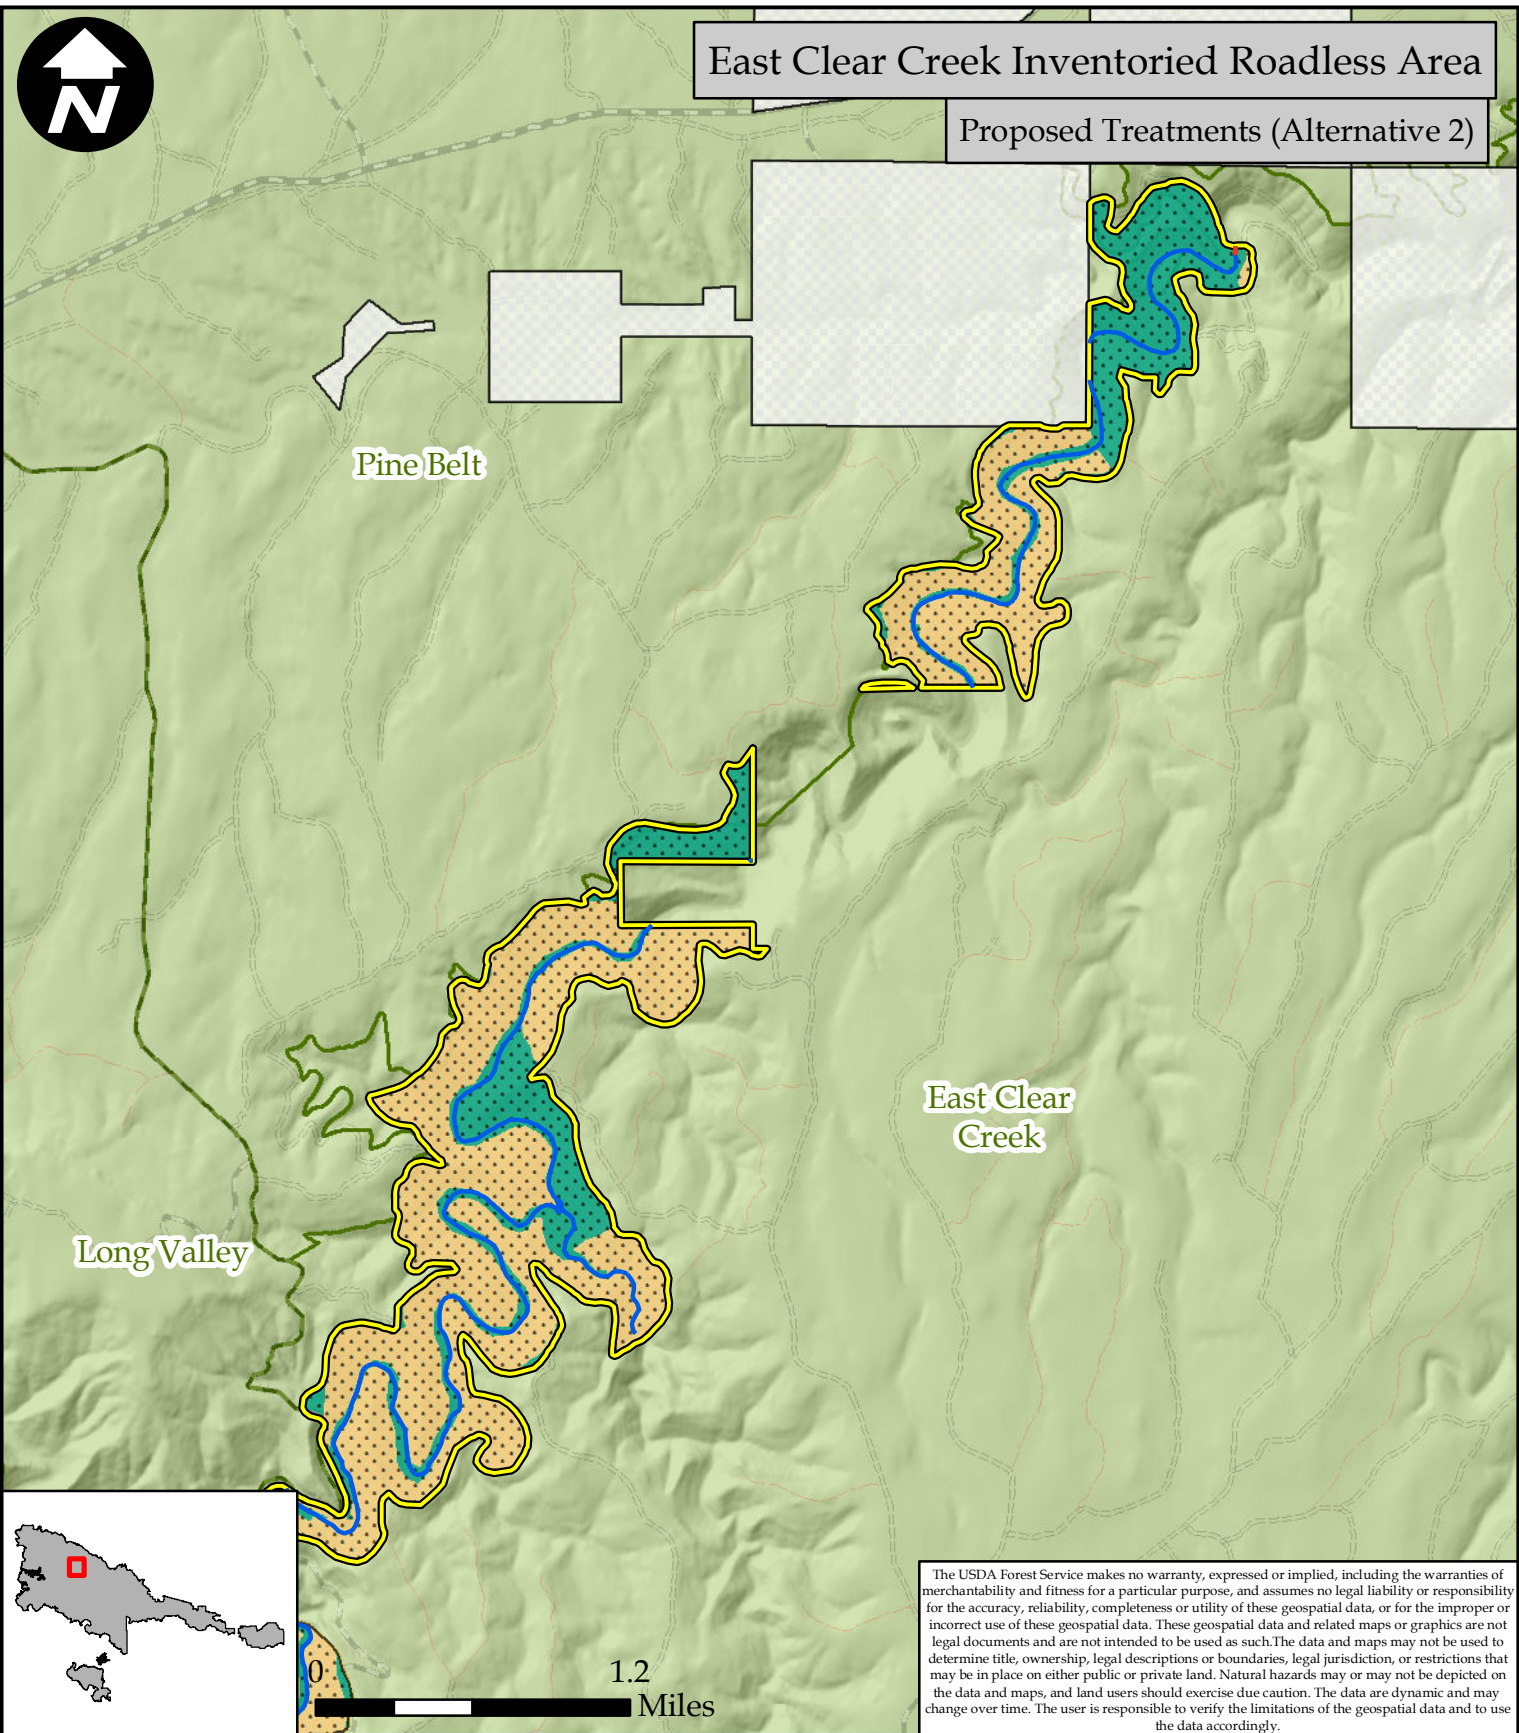 N
East Clear Creek Inventoried Roadless Area
Proposed Treatments (Alternative 2)
Pine Belt
East Clear
Creek
Long Valley
0 1.2
Miles
The USDA Forest Service makes no warranty, expressed or implied, including the warranties of
merchantability and fitness for a particular purpose, and assumes no legal liability or responsibility
for the accuracy, reliability, completeness or utility of these geospatial data, or for the improper or
incorrect use of these geospatial data. These geospatial data and related maps or graphics are not
legal documents and are not intended to be used as such.The data and maps may not be used to
determine title, ownership, legal descriptions or boundaries, legal jurisdiction, or restrictions that
may be in place on either public or private land. Natural hazards may or may not be depicted on
the data and maps, and land users should exercise due caution. The data are dynamic and may
change over time. The user is responsible to verify the limitations of the geospatial data and to use
the data accordingly.